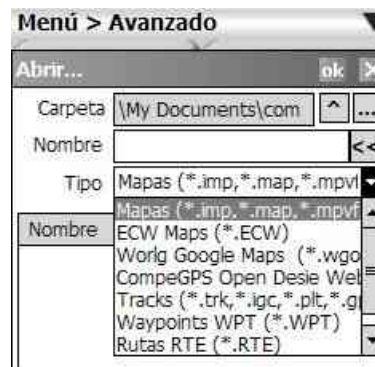 Menú > Avanzado
Abrir... ok
Carpeta \My Documents\com ^ ...
Nombre <<
Tipo Mapas (*.imp,*.map,*.mpvf
Nombre
Mapas (*.imp,*.map,*.mpvf
ECW Maps (*.ECW)
Worlg Google Maps (*.wgo
CompeGPS Open Desie Wel
Tracks (*.trk,*.igc,*.plt,*.g
Waypoints WPT (*.WPT)
Rutas RTE (*.RTE)